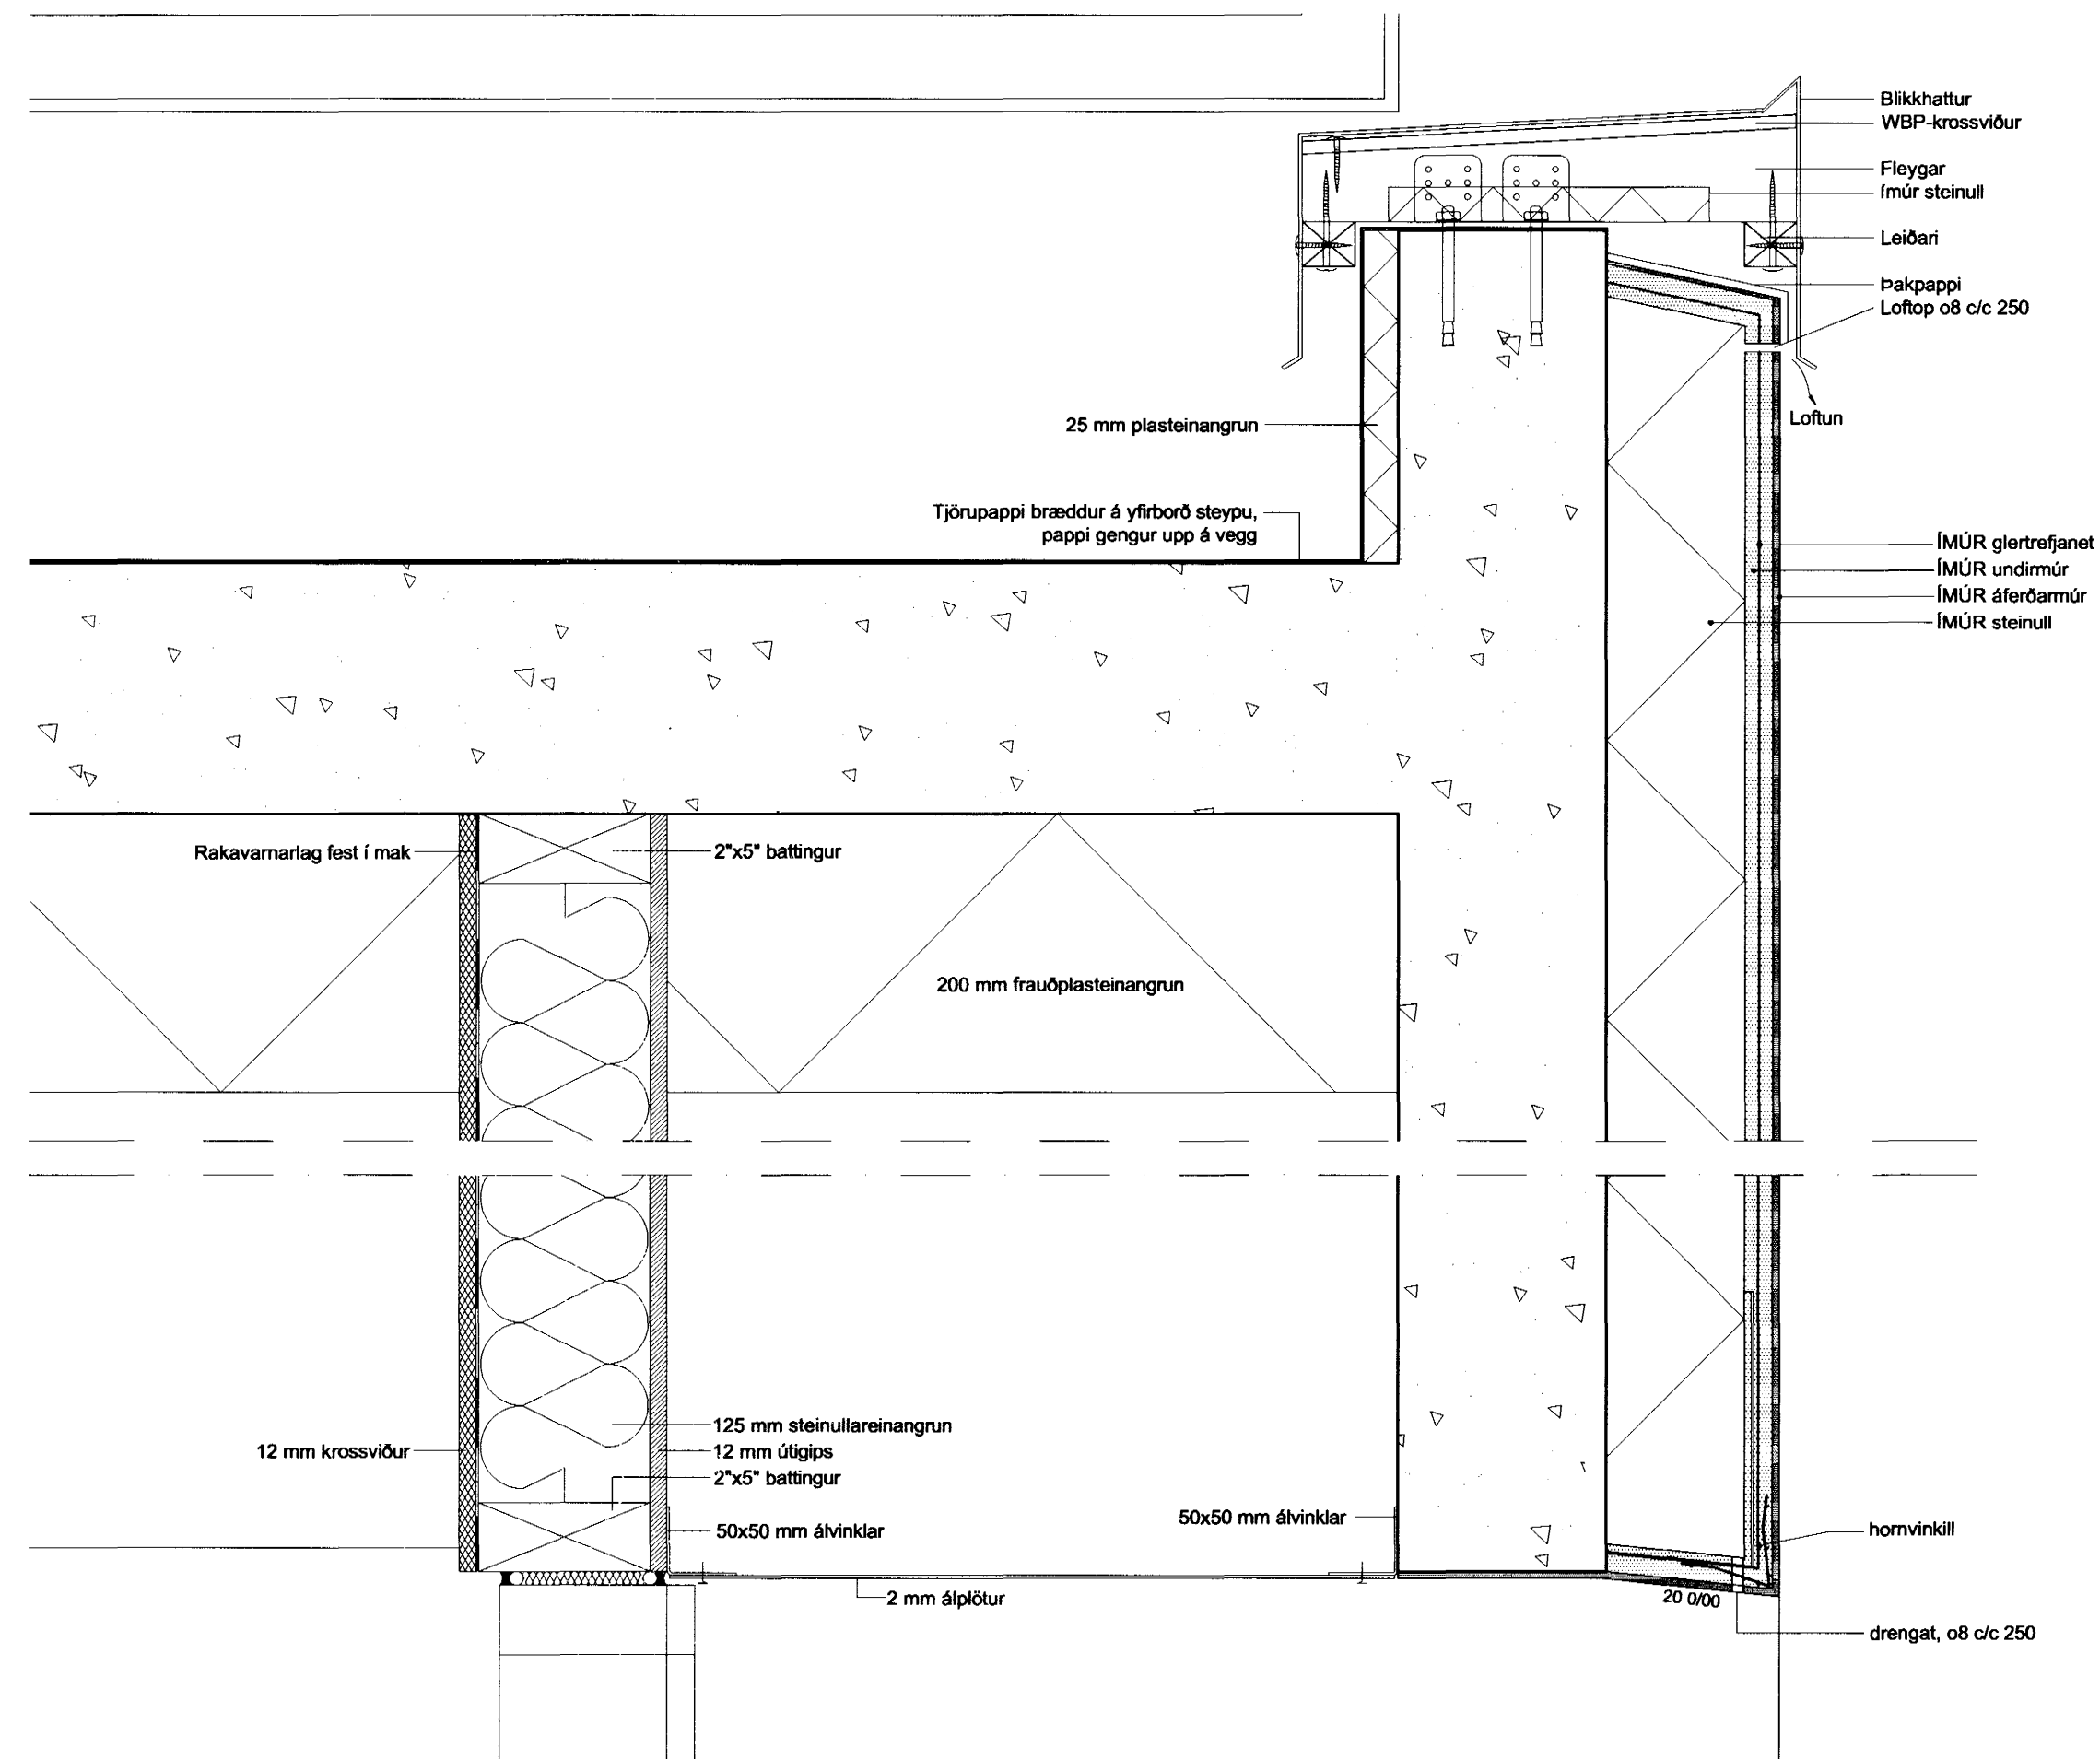 Blikkhattur
WBP-krossviður
Fleygar
Ímúr steinull
Leiðari
Þakpappi
Loftop o8 c/c 250
Loftun
25 mm plasteinangrun
Tjörupappi bræddur á yfirborð steypu,
pappi gengur upp á vegg
ÍMÚR glertrefjanet
ÍMÚR undirmúr
ÍMÚR áferðarmúr
ÍMÚR steinull
Rakavarnarlag fest í mak
2"x5" battingur
200 mm frauðplasteinangrun
125 mm steinullareinangrun
12 mm krossviður
12 mm útigips
2"x5" battingur
50x50 mm álvinklar
50x50 mm álvinklar
hornvinkill
2 mm álplötur
20 0/00
drengat, o8 c/c 250